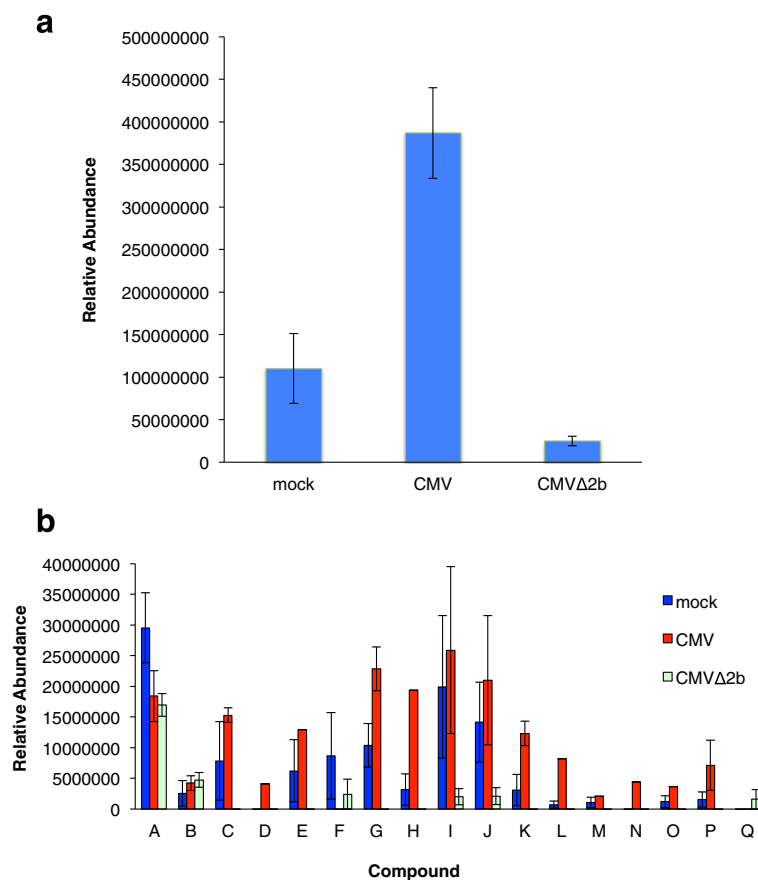 a
500000000
450000000
400000000
350000000
300000000
250000000
200000000
150000000
100000000
50000000
0
Relative Abundance
mock CMV CMVΔ2b
b
40000000
35000000
30000000
25000000
20000000
15000000
10000000
5000000
0
Relative Abundance
mock
CMV
CMVΔ2b
A B C D E F G H I J K L M N O P Q
Compound